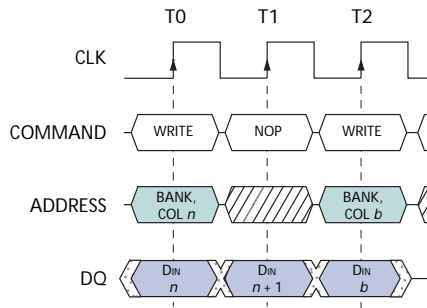 T0 T1 T2
CLK
COMMAND WRITE NOP WRITE
ADDRESS BANK, COL n BANK, COL b
DQ DIN n DIN n + 1 DIN b